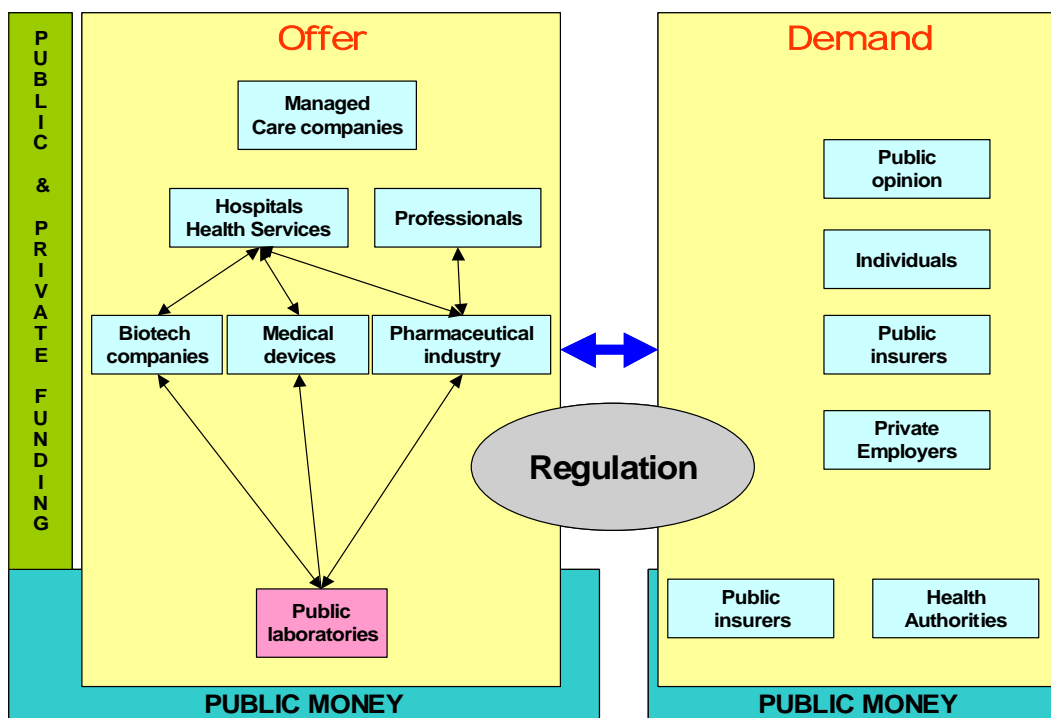 PUBLIC & PRIVATE FUNDING
Offer
Managed
Care companies
Hospitals
Health Services
Professionals
Biotech
companies
Medical
devices
Pharmaceutical
industry
Public
laboratories
PUBLIC MONEY
Regulation
Demand
Public
opinion
Individuals
Public
insurers
Private
Employers
Public
insurers
Health
Authorities
PUBLIC MONEY